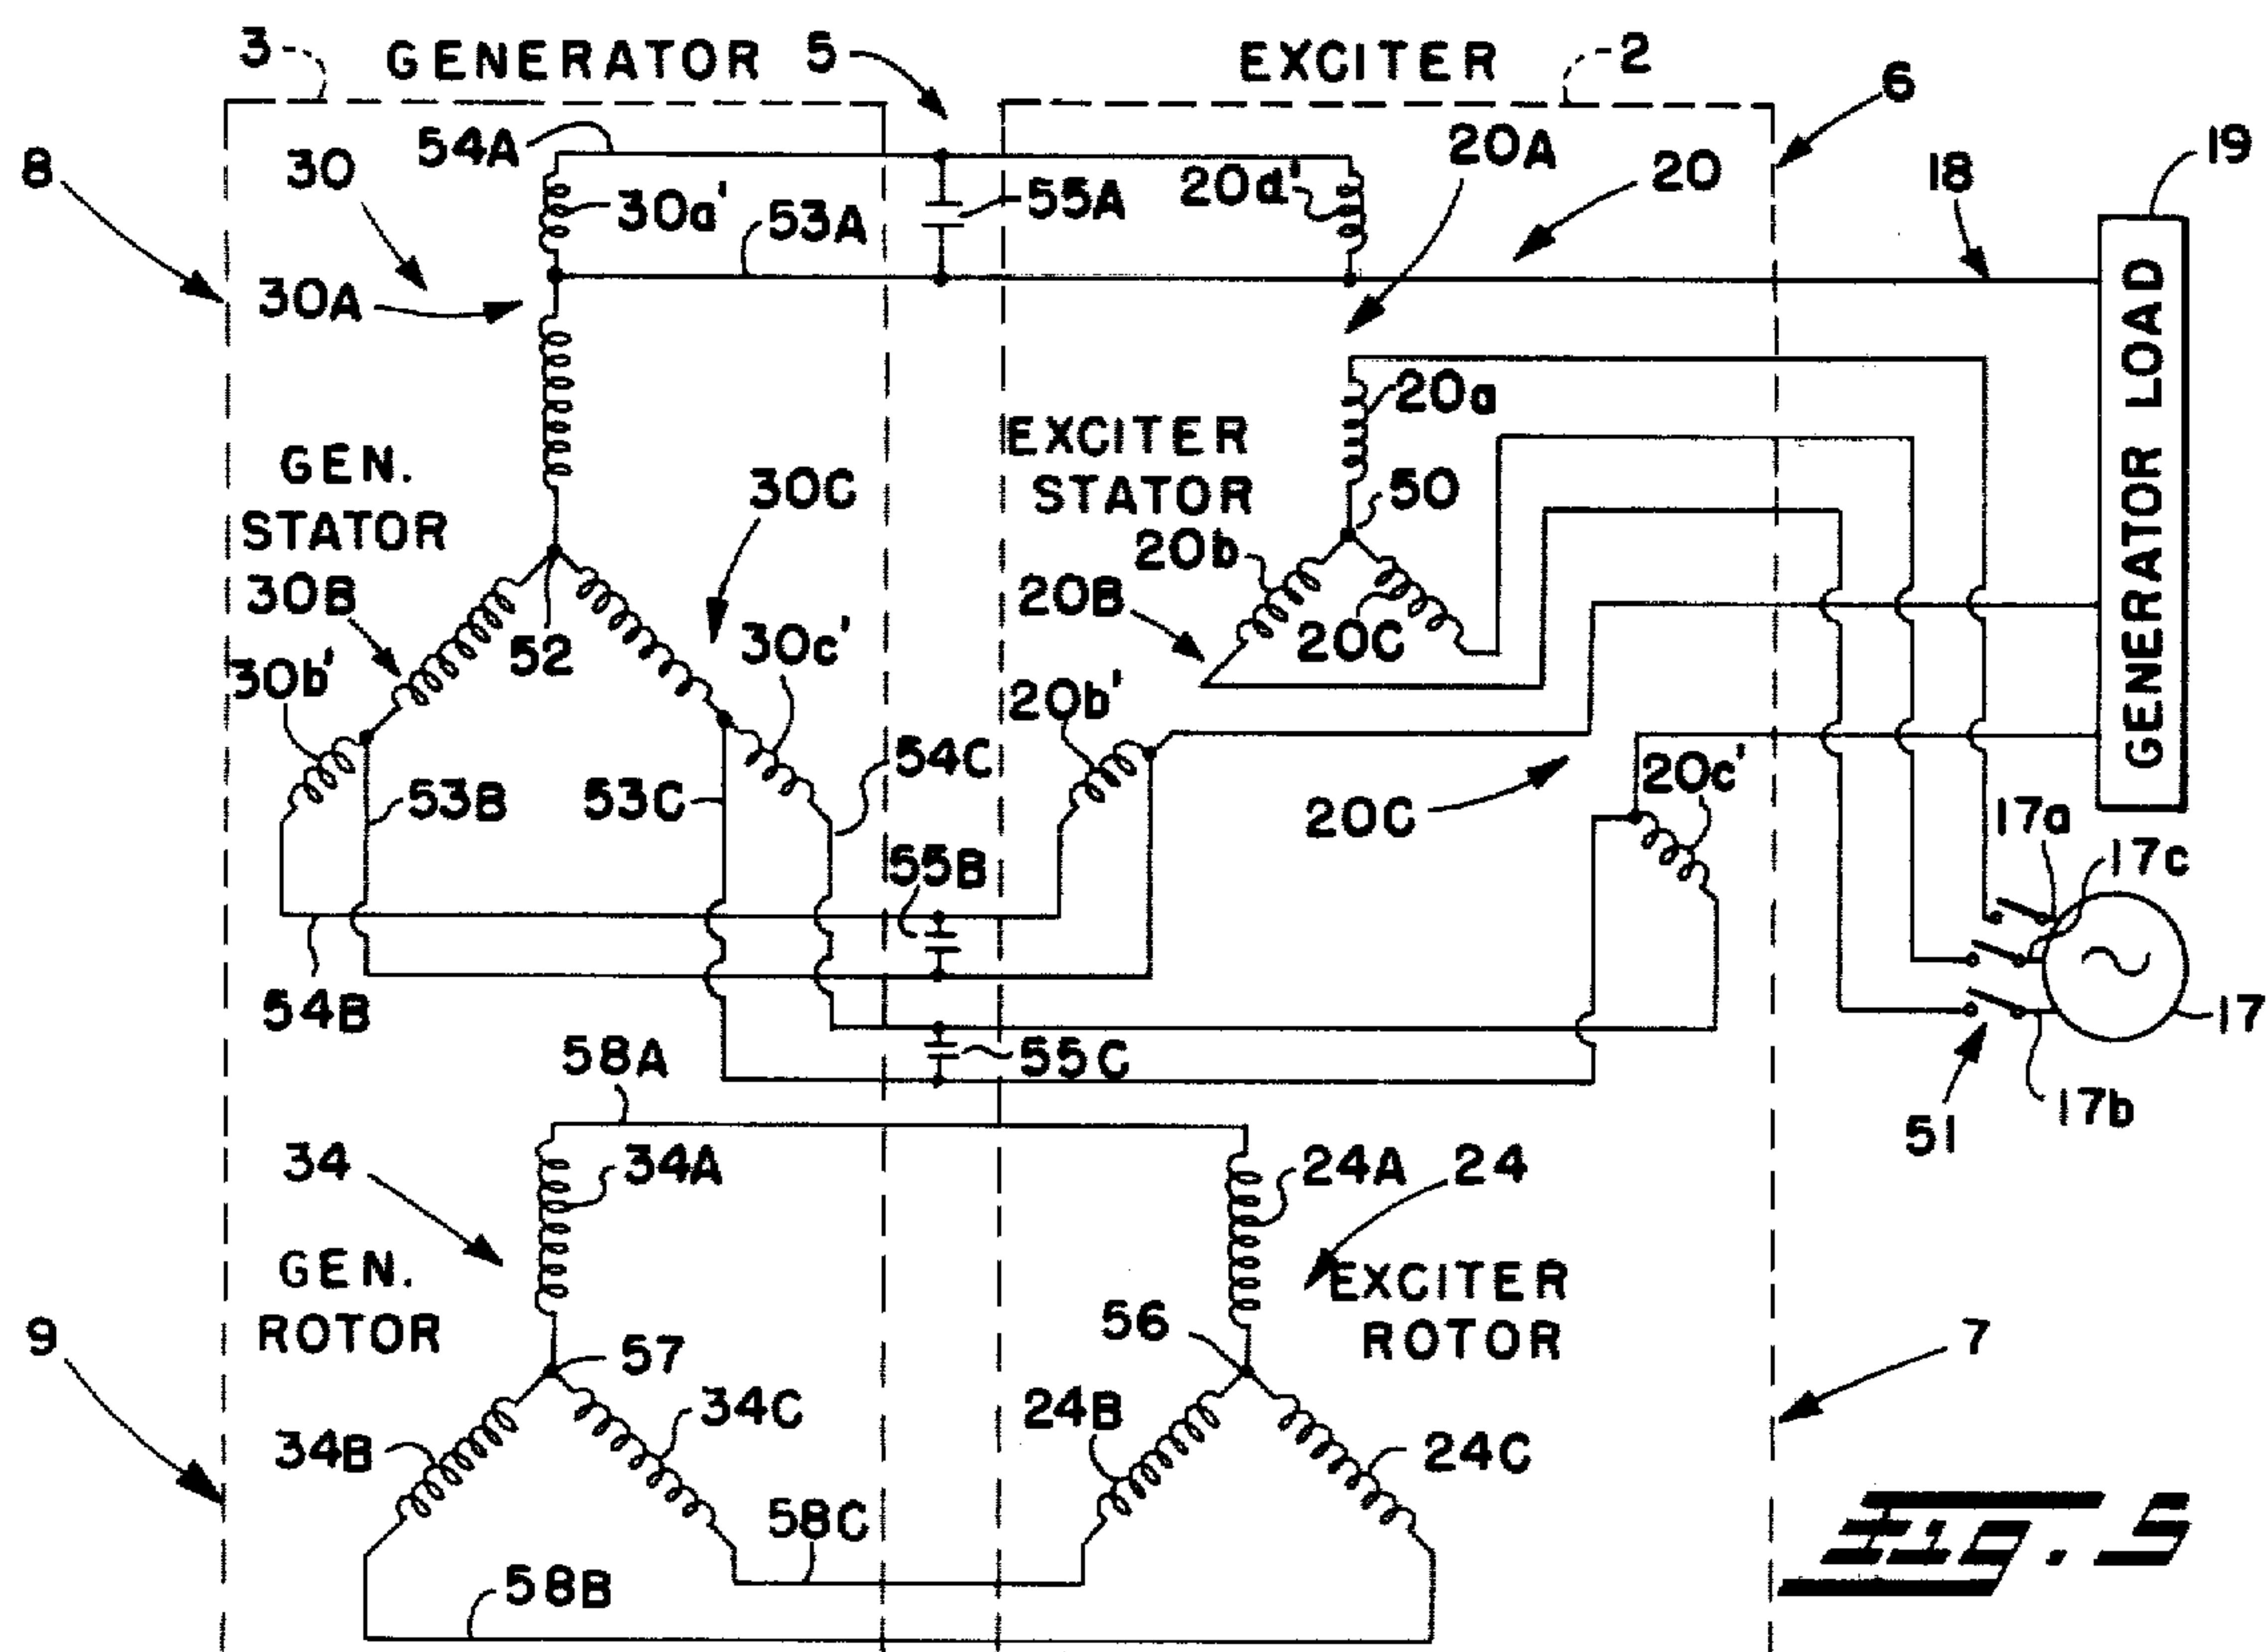 3 GENERATOR 5 EXCITER 2
6
54A 20A 19
8 30 30a' 55A 20d' 20 18
53A
30A
20a
GENERATOR LOAD
GEN.
STATOR
EXCITER
STATOR
30C 50
20b
30B 20B
52 30c' 20C
30b' 20b'
54C 20c'
53B 53C 20C 17a
55B 17c
54B 17
58A 55C 17b
51
34 34A 24A 24
GEN.
ROTOR
EXCITER
ROTOR
56
9 57 7
34C 24B
34B 24C
58C
58B
FIG. 5